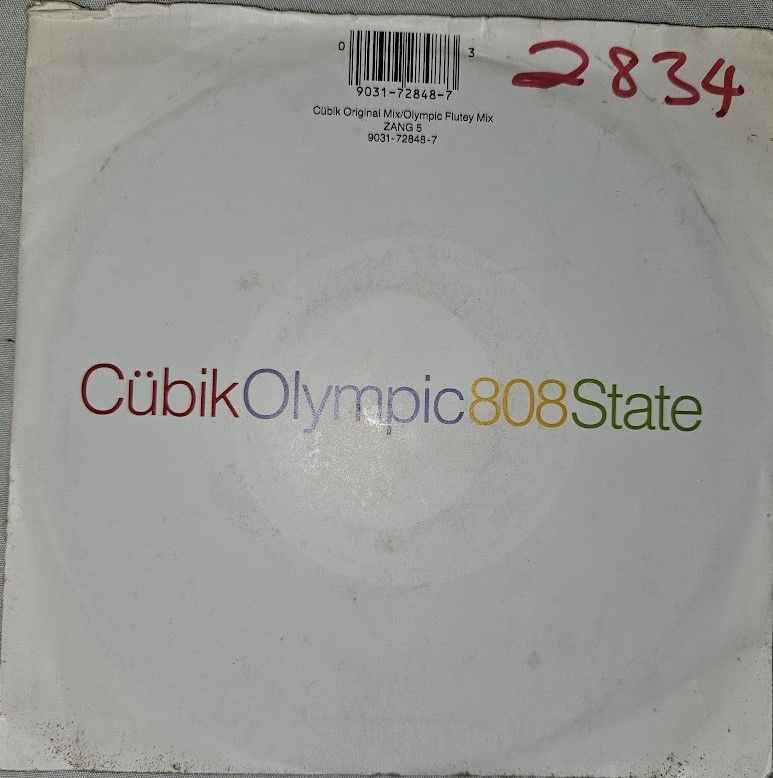 0 3
9031-72848-7
Cübik Original Mix/Olympic Flutey Mix
ZANG 5
9031-72848-7
2834
CübikOlympic808State